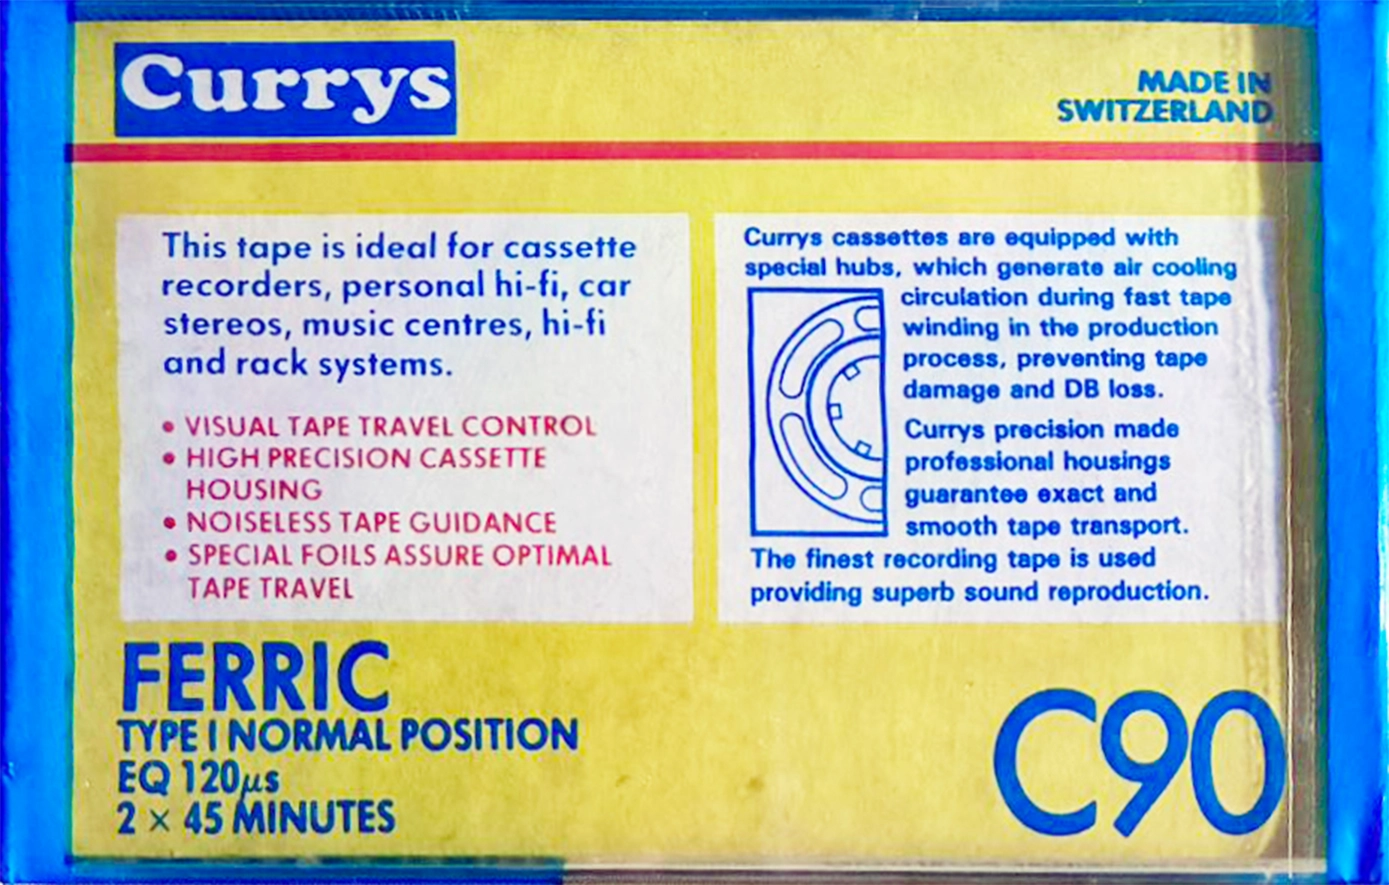 Currys
MADE IN
SWITZERLAND
This tape is ideal for cassette
recorders, personal hi-fi, car
stereos, music centres, hi-fi
and rack systems.
• VISUAL TAPE TRAVEL CONTROL
• HIGH PRECISION CASSETTE
HOUSING
• NOISELESS TAPE GUIDANCE
• SPECIAL FOILS ASSURE OPTIMAL
TAPE TRAVEL
Currys cassettes are equipped with
special hubs, which generate air cooling
circulation during fast tape
winding in the production
process, preventing tape
damage and DB loss.
Currys precision made
professional housings
guarantee exact and
smooth tape transport.
The finest recording tape is used
providing superb sound reproduction.
FERRIC
TYPE I NORMAL POSITION
EQ 120µs
2 × 45 MINUTES
C90